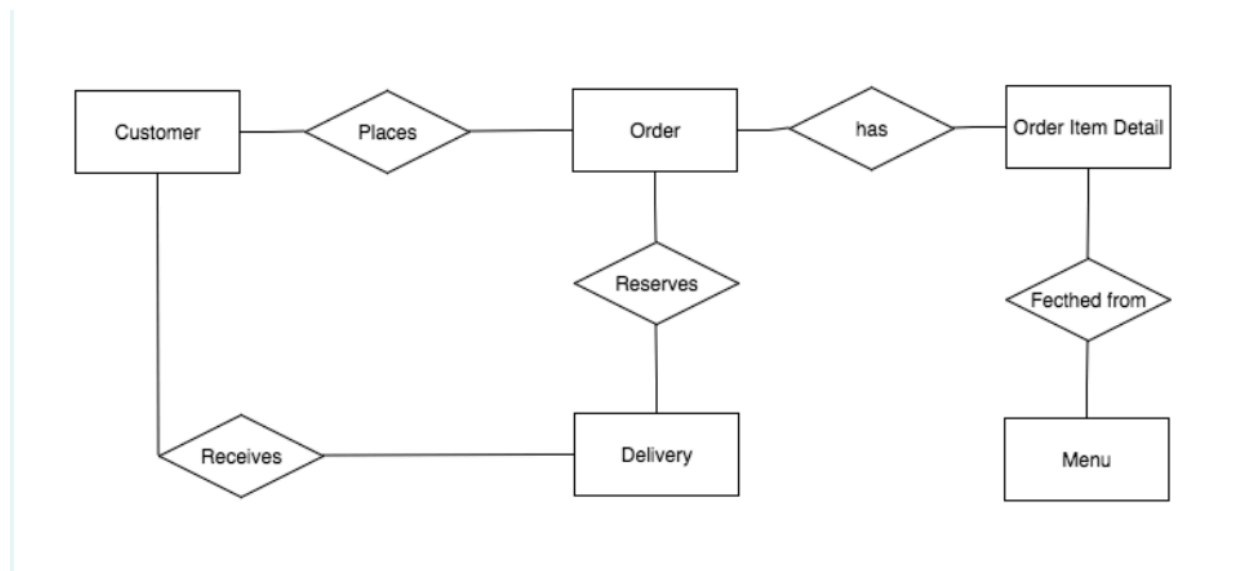 Customer
Places
Order
has
Order Item Detail
Reserves
Fecthed from
Receives
Delivery
Menu